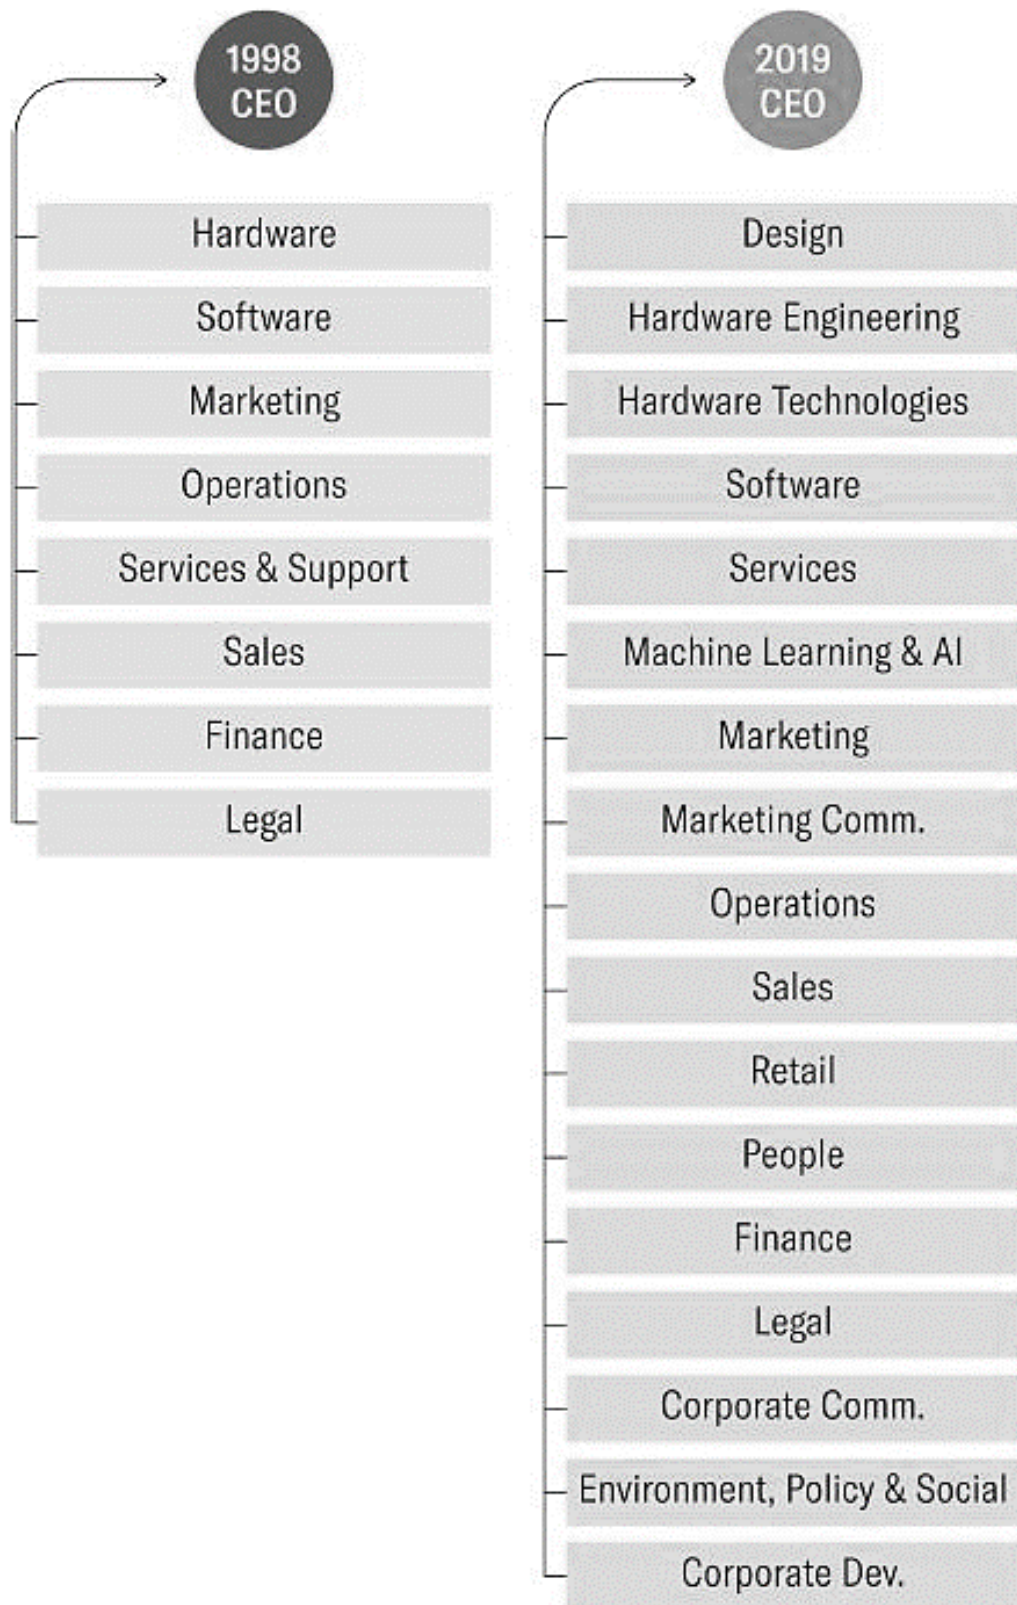 1998
CEO
Hardware
Software
Marketing
Operations
Services & Support
Sales
Finance
Legal
2019
CEO
Design
Hardware Engineering
Hardware Technologies
Software
Services
Machine Learning & AI
Marketing
Marketing Comm.
Operations
Sales
Retail
People
Finance
Legal
Corporate Comm.
Environment, Policy & Social
Corporate Dev.